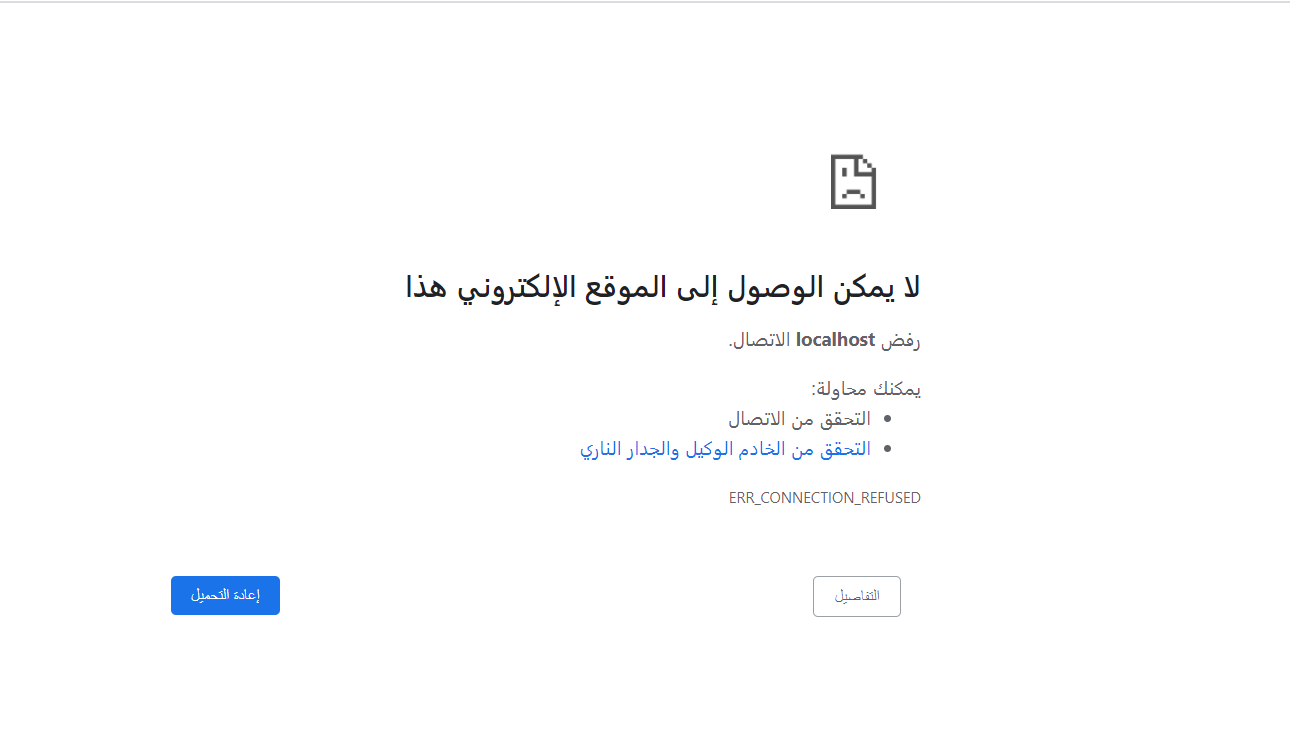 لا يمكن الوصول إلى الموقع الإلكتروني هذا
رفض localhost الاتصال.
يمكنك محاولة:
• التحقق من الاتصال
• التحقق من الخادم الوكيل والجدار الناري
ERR_CONNECTION_REFUSED
التفاصيل
إعادة التحميل